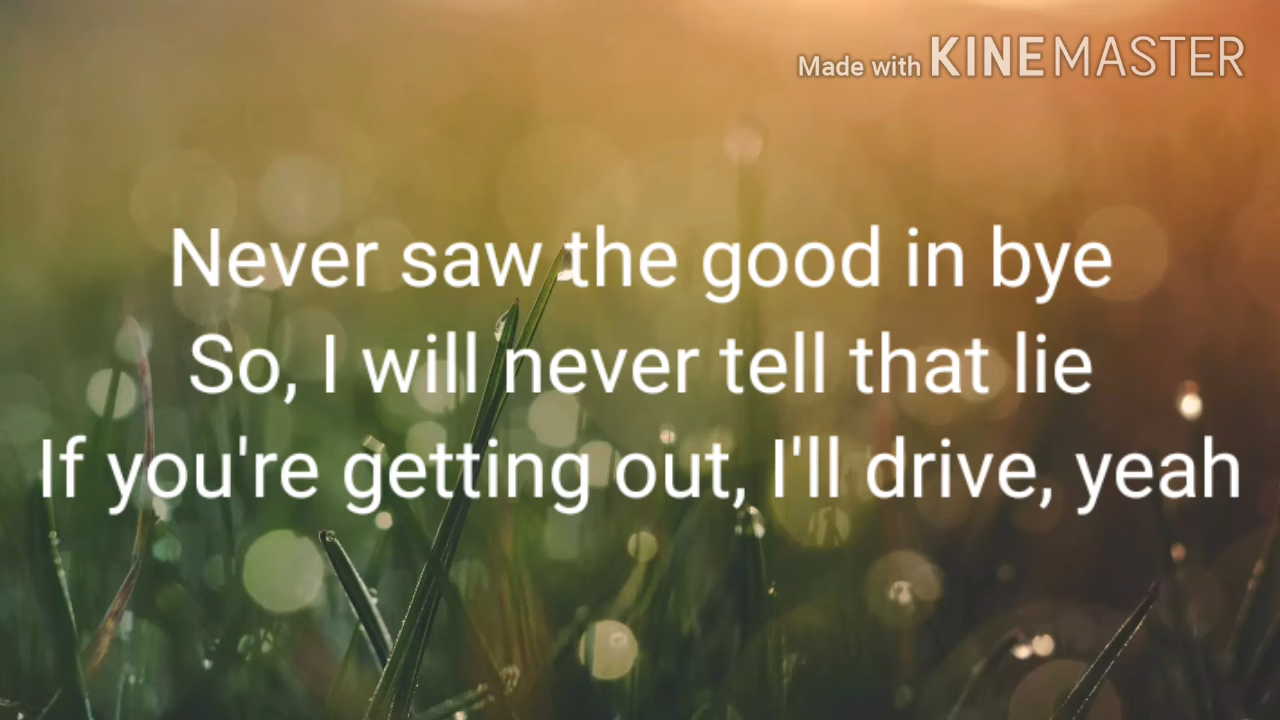 Made with KINEMASTER
Never saw the good in bye
So, I will never tell that lie
If you're getting out, I'll drive, yeah